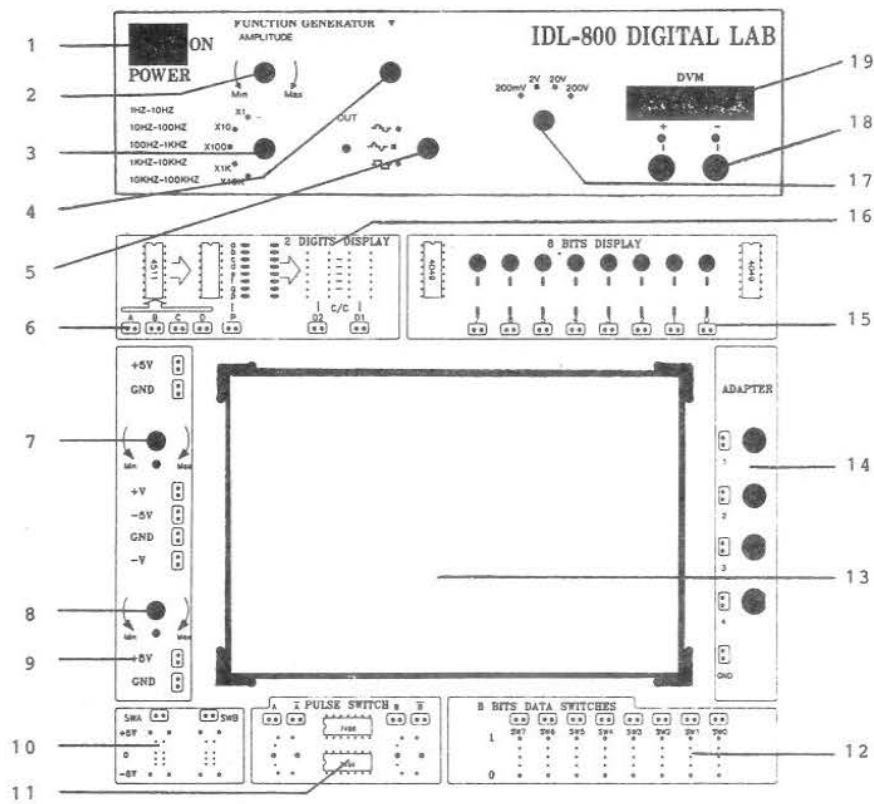 1
ON
POWER
FUNCTION GENERATOR
AMPLITUDE
IDL-800 DIGITAL LAB
DVM
19
2
Min
Max
200mV
2V
20V
200V
+
-
18
1HZ-10HZ
X1
10HZ-100HZ
X10
OUT
3
100HZ-1KHZ
X100
1KHZ-10KHZ
X1K
10KHZ-100KHZ
X10K
17
4
16
5
2 DIGITS DISPLAY
8 BITS DISPLAY
4511
a
b
c
d
e
f
g
p
4049
4049
C/C
6
A
B
C
D
P
D2
D1
15
+5V
GND
ADAPTER
7
Min
Max
1
14
+V
-5V
GND
-V
2
3
13
8
Min
Max
4
9
+5V
GND
GND
SWA
SWB
A
A
PULSE SWITCH
B
B
8 BITS DATA SWITCHES
SW7
SW6
SW5
SW4
SW3
SW2
SW1
SW0
10
+5V
0
-5V
1
0
12
11